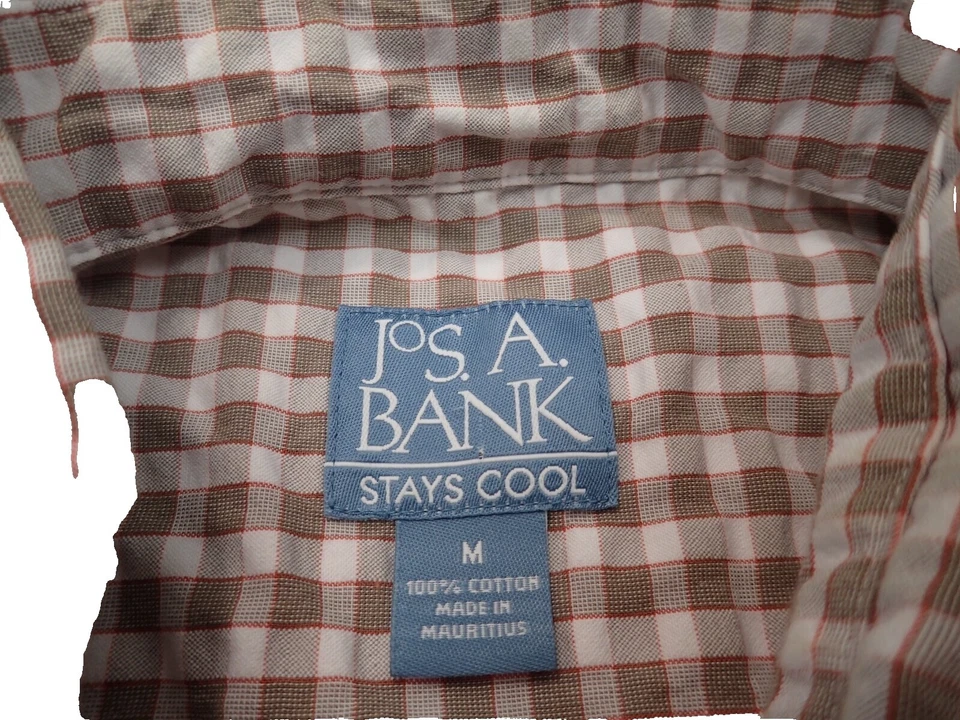 JOS. A.
BANK
STAYS COOL
M
100% COTTON
MADE IN
MAURITIUS